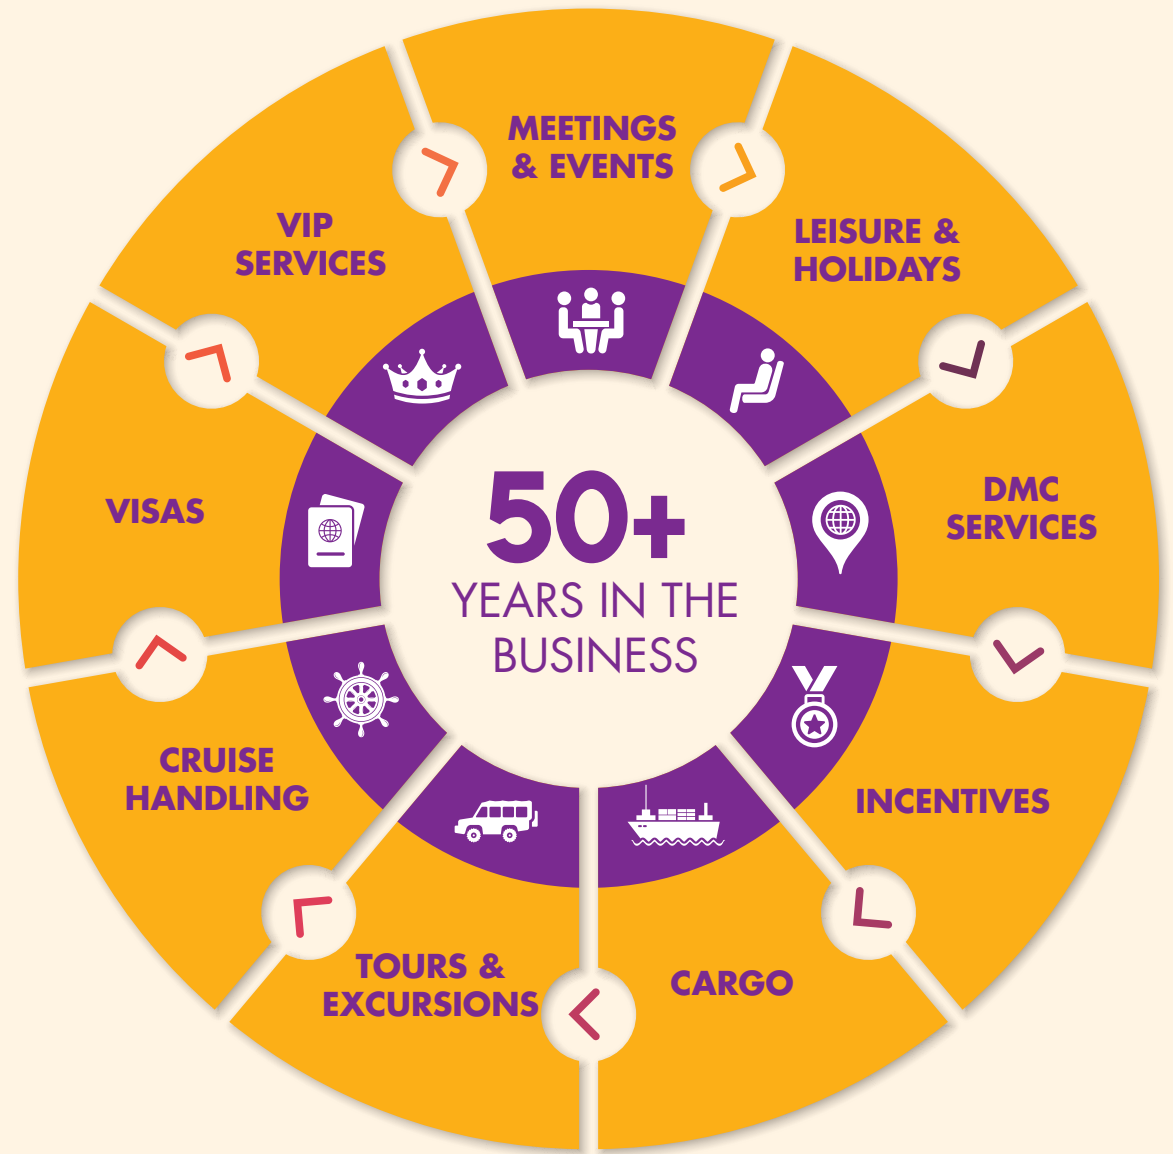 MEETINGS
& EVENTS
LEISURE &
HOLIDAYS
DMC
SERVICES
INCENTIVES
CARGO
TOURS &
EXCURSIONS
CRUISE
HANDLING
VISAS
VIP
SERVICES
50+
YEARS IN THE
BUSINESS